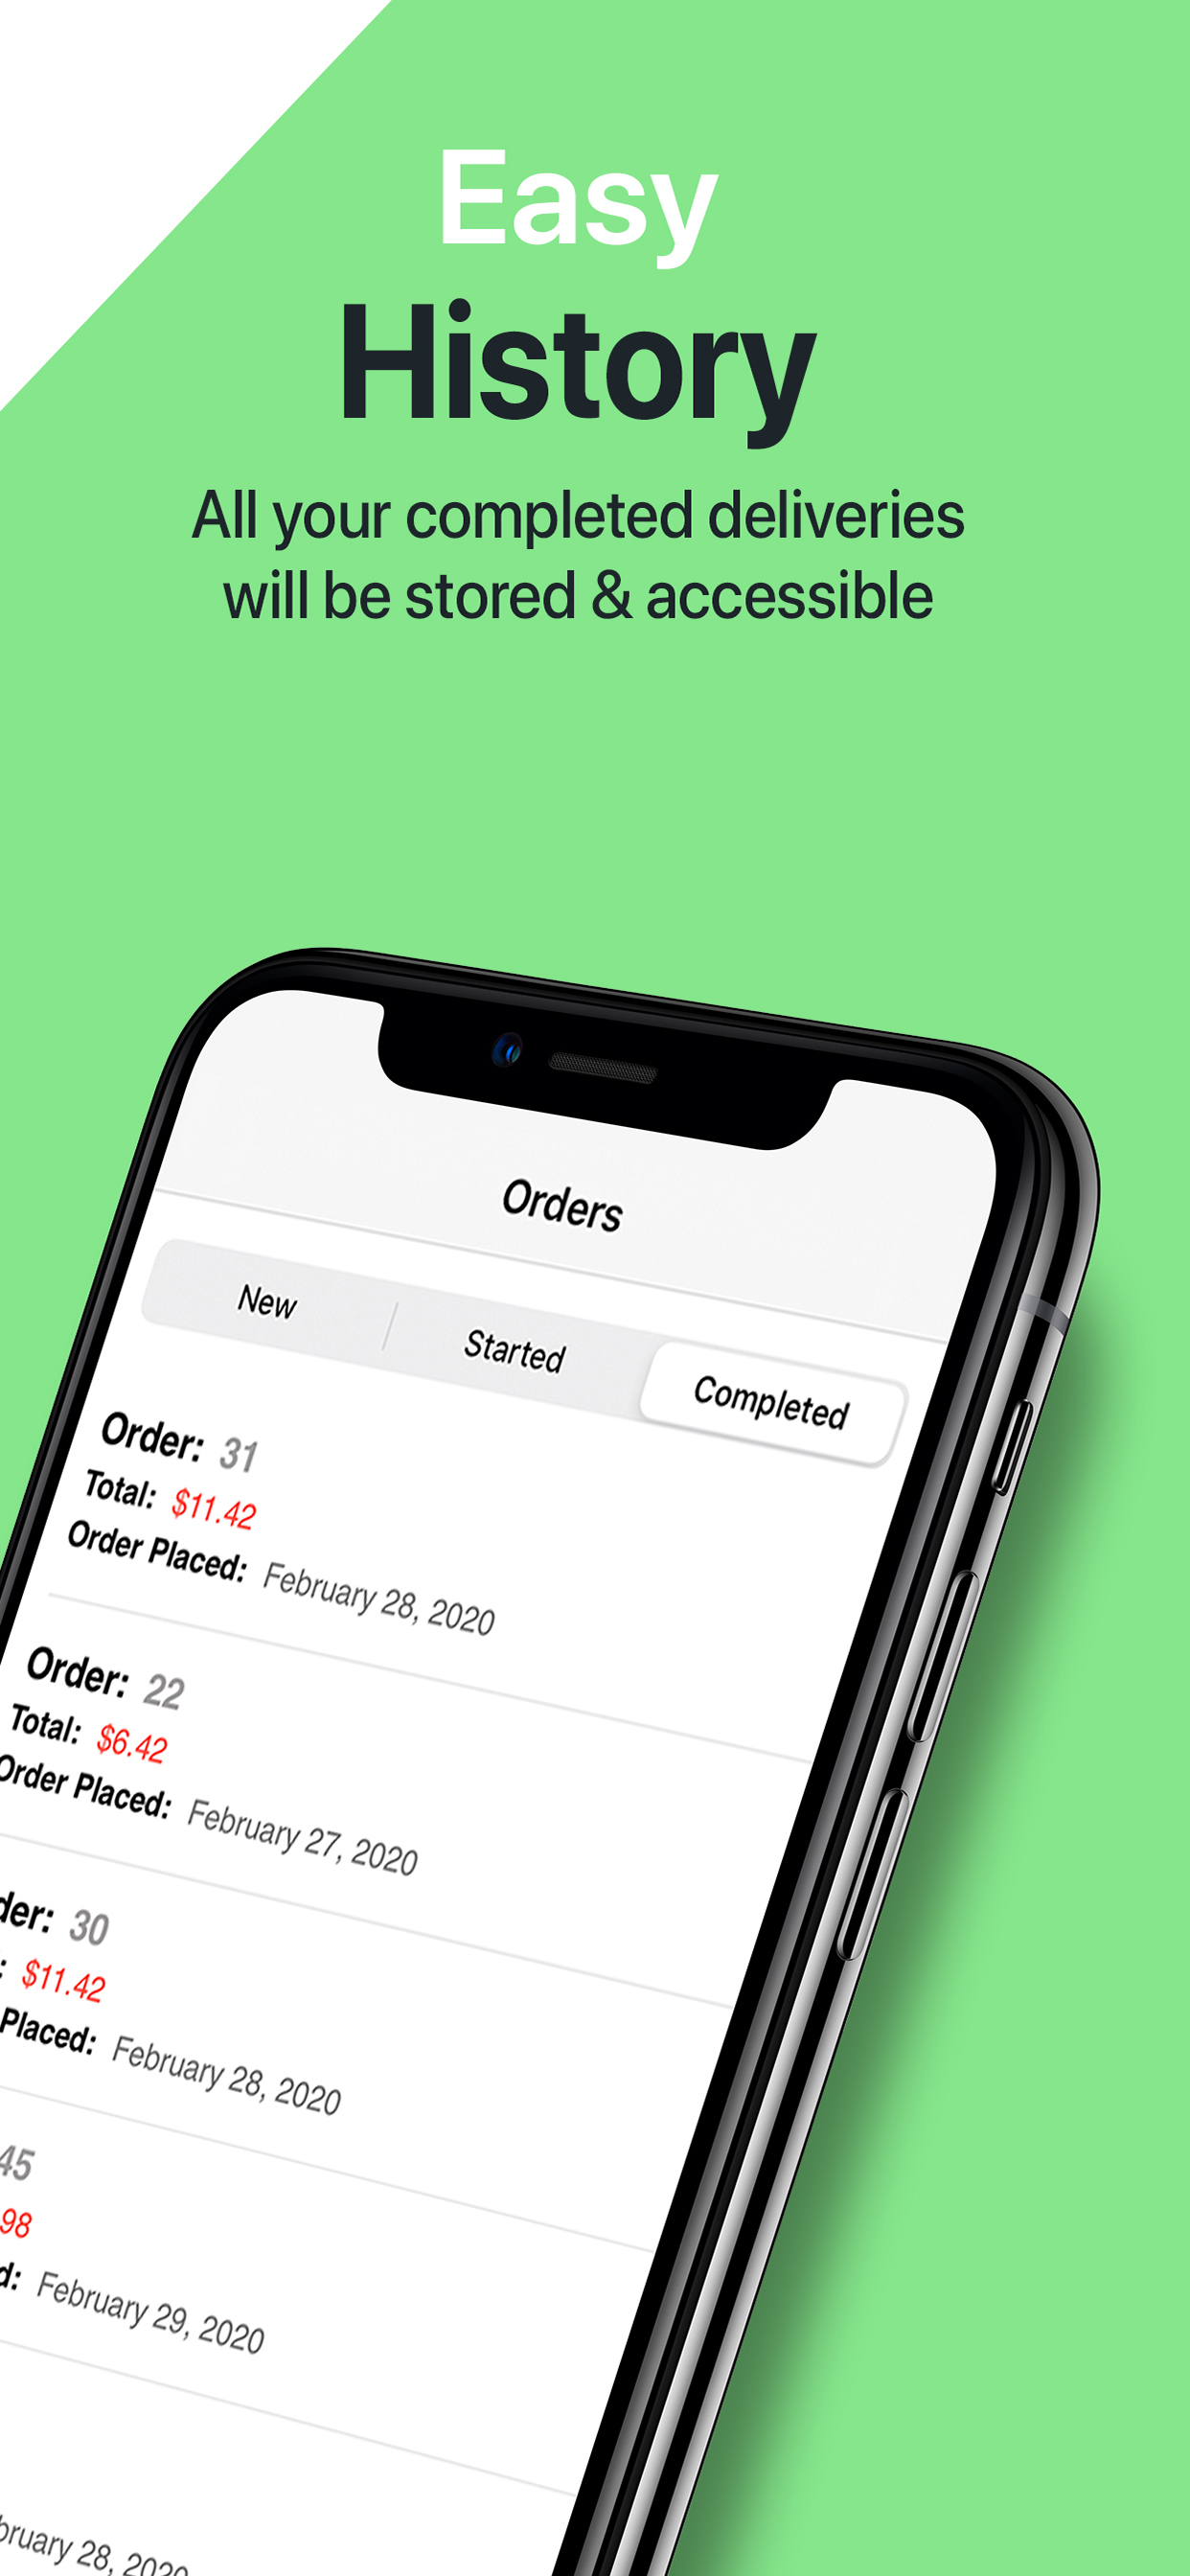 Easy
History
All your completed deliveries
will be stored & accessible
Orders
New Started Completed
Order: 31
Total: $11.42
Order Placed: February 28, 2020
Order: 22
Total: $6.42
Order Placed: February 27, 2020
der: 30
: $11.42
Placed: February 28, 2020
45
98
d: February 29, 2020
bruary 28, 2020